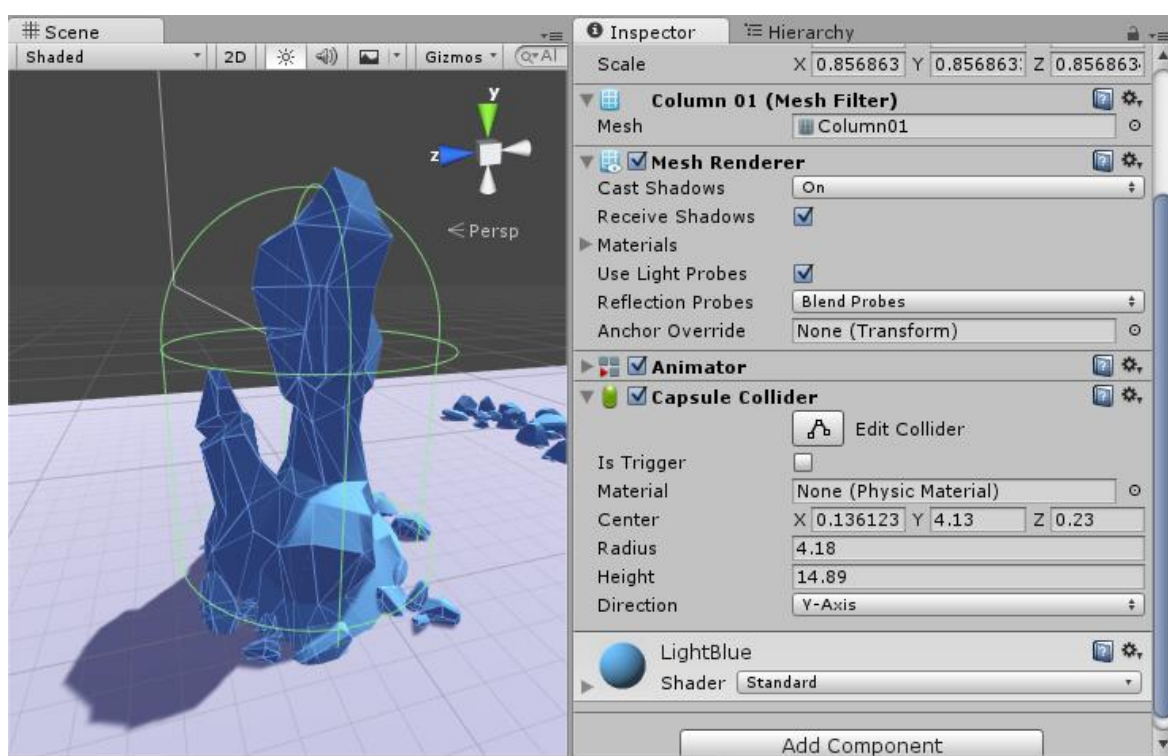 Scene
Shaded 2D Gizmos All
y
z
Persp
Inspector Hierarchy
Scale X 0.856863 Y 0.856863 Z 0.856863
Column 01 (Mesh Filter)
Mesh Column01
Mesh Renderer
Cast Shadows On
Receive Shadows
Materials
Use Light Probes
Reflection Probes Blend Probes
Anchor Override None (Transform)
Animator
Capsule Collider
Edit Collider
Is Trigger
Material None (Physic Material)
Center X 0.136123 Y 4.13 Z 0.23
Radius 4.18
Height 14.89
Direction Y-Axis
LightBlue
Shader Standard
Add Component